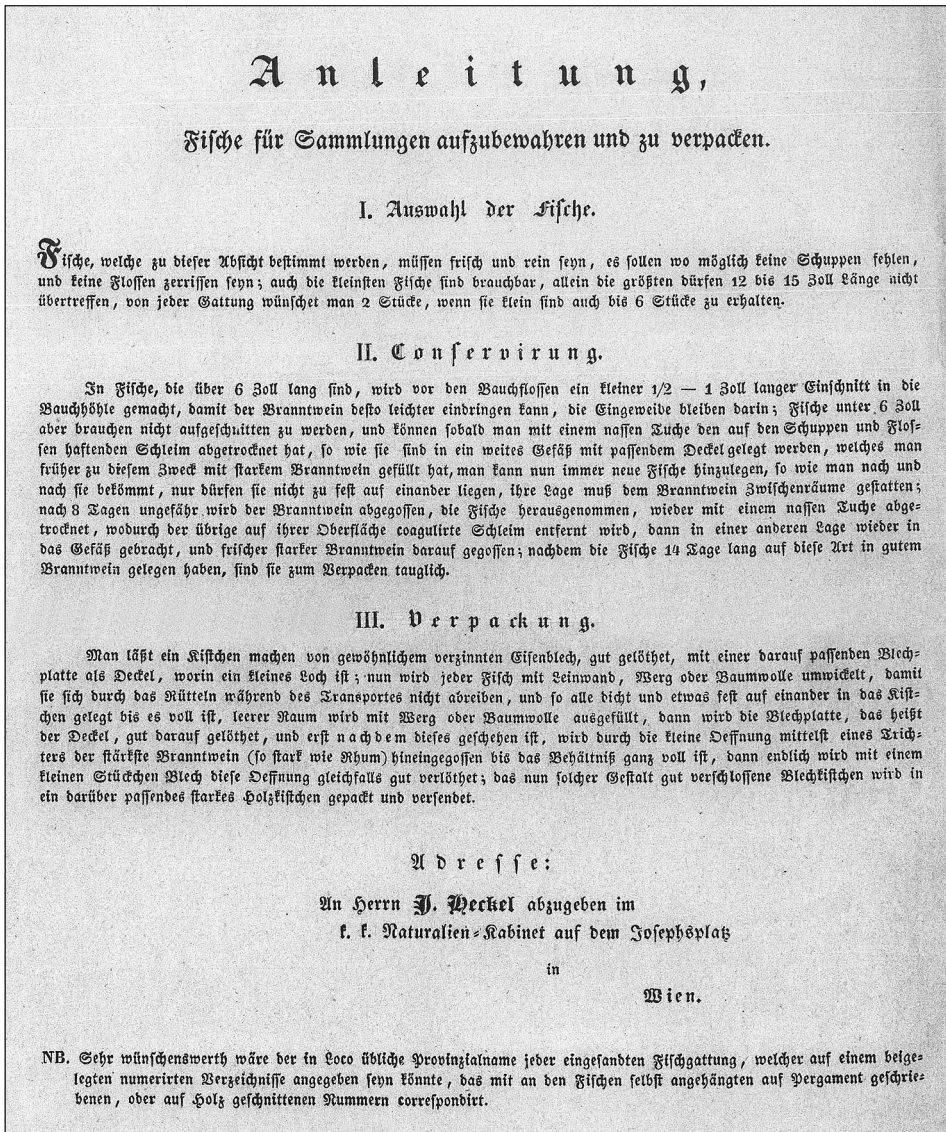 Anleitung,
Fische für Sammlungen aufzubewahren und zu verpacken.
I. Auswahl der Fische.
Fische, welche zu dieser Absicht bestimmt werden, müssen frisch und rein seyn, es sollen wo möglich keine Schuppen fehlen,
und keine Flossen zerrissen seyn; auch die kleinsten Fische sind brauchbar, allein die größten dürfen 12 bis 15 Zoll Länge nicht
übertreffen, von jeder Gattung wünschet man 2 Stücke, wenn sie klein sind auch bis 6 Stücke zu erhalten.
II. Conservirung.
In Fische, die über 6 Zoll lang sind, wird vor den Bauchflossen ein kleiner 1/2 — 1 Zoll langer Einschnitt in die
Bauchhöhle gemacht, damit der Branntwein desto leichter eindringen kann, die Eingeweide bleiben darin; Fische unter 6 Zoll
aber brauchen nicht aufgeschnitten zu werden, und können sobald man mit einem nassen Tuche den auf den Schuppen und Flos-
sen haftenden Schleim abgetrocknet hat, so wie sie sind in ein weites Gefäß mit passendem Deckel gelegt werden, welches man
früher zu diesem Zweck mit starkem Branntwein gefüllt hat, man kann nun immer neue Fische hinzulegen, so wie man nach und
nach sie bekömmt, nur dürfen sie nicht zu fest auf einander liegen, ihre Lage muß dem Branntwein Zwischenräume gestatten;
nach 8 Tagen ungefähr wird der Branntwein abgegossen, die Fische herausgenommen, wieder mit einem nassen Tuche abge-
trocknet, wodurch der übrige auf ihrer Oberfläche coagulirte Schleim entfernt wird, dann in einer anderen Lage wieder in
das Gefäß gebracht, und frischer starker Branntwein darauf gegossen; nachdem die Fische 14 Tage lang auf diese Art in gutem
Branntwein gelegen haben, sind sie zum Verpacken tauglich.
III. Verpackung.
Man läßt ein Kistchen machen von gewöhnlichem verzinnten Eisenblech, gut gelöthet, mit einer darauf passenden Blech-
platte als Deckel, worin ein kleines Loch ist; nun wird jeder Fisch mit Leinwand, Werg oder Baumwolle umwickelt, damit
sie sich durch das Rütteln während des Transportes nicht abreiben, und so alle dicht und etwas fest auf einander in das Kist-
chen gelegt bis es voll ist, leerer Raum wird mit Werg oder Baumwolle ausgefüllt, dann wird die Blechplatte, das heißt
der Deckel, gut darauf gelöthet, und erst nachdem dieses geschehen ist, wird durch die kleine Oeffnung mittelst eines Trich-
ters der stärkste Branntwein (so stark wie Rhum) hineingegossen bis das Behältniß ganz voll ist, dann endlich wird mit einem
kleinen Stückchen Blech diese Oeffnung gleichfalls gut verlöthet; das nun solcher Gestalt gut verschlossene Blechkistchen wird in
ein darüber passendes starkes Holzkistchen gepackt und versendet.
Adresse:
An Herrn J. Heckel abzugeben im
k. k. Naturalien-Kabinet auf dem Josephsplatz
in
Wien.
NB. Sehr wünschenswerth wäre der in Loco übliche Provinzialname jeder eingesandten Fischgattung, welcher auf einem beige-
legten numerirten Verzeichnisse angegeben seyn könnte, das mit an den Fischen selbst angehängten auf Pergament geschrie-
benen, oder auf Holz geschnittenen Nummern correspondirt.